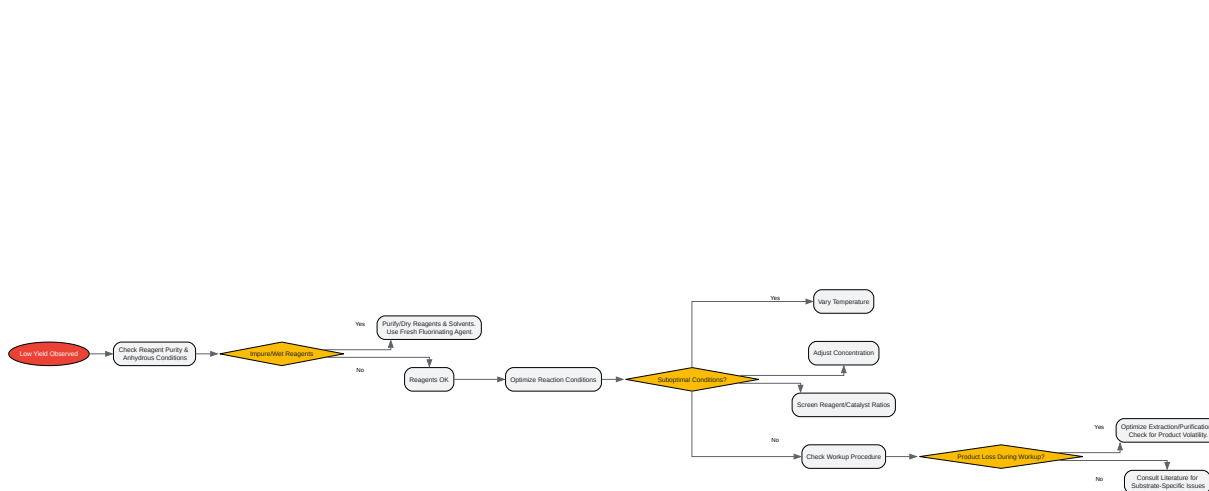 Low Yield Observed
Check Reagent Purity &
Anhydrous Conditions
Impure/Wet Reagents
Yes
Purify/Dry Reagents & Solvents.
Use Fresh Fluorinating Agent.
No
Reagents OK
Optimize Reaction Conditions
Suboptimal Conditions?
Yes
Vary Temperature
Adjust Concentration
Screen Reagent/Catalyst Ratios
No
Check Workup Procedure
Product Loss During Workup?
Yes
Optimize Extraction/Purification
Check for Product Volatility.
No
Consult Literature for
Substrate-Specific Issues